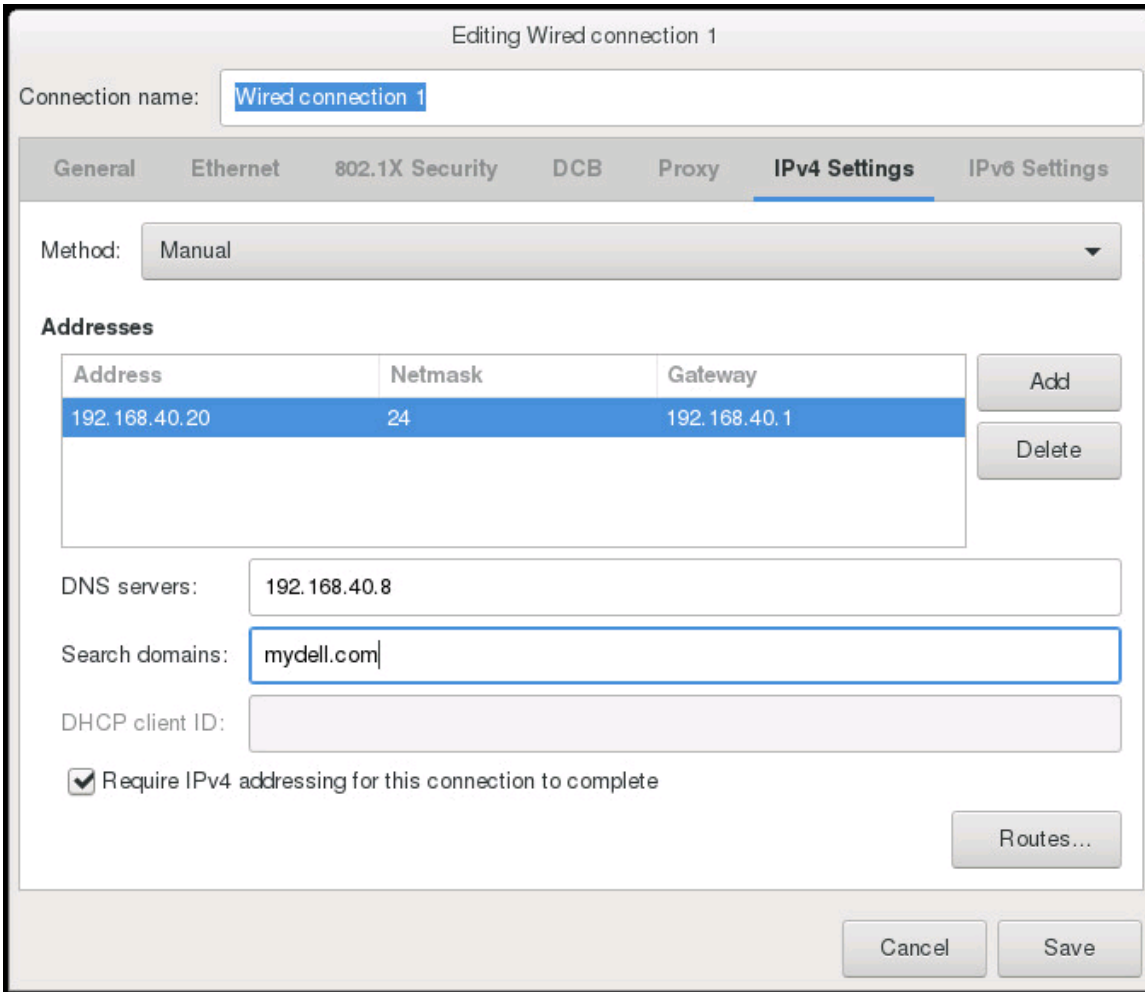 Editing Wired connection 1
Connection name: Wired connection 1
General Ethernet 802.1X Security DCB Proxy IPv4 Settings IPv6 Settings
Method: Manual
Addresses
Address Netmask Gateway
192.168.40.20 24 192.168.40.1
Add
Delete
DNS servers: 192.168.40.8
Search domains: mydell.com
DHCP client ID:
Require IPv4 addressing for this connection to complete
Routes...
Cancel Save